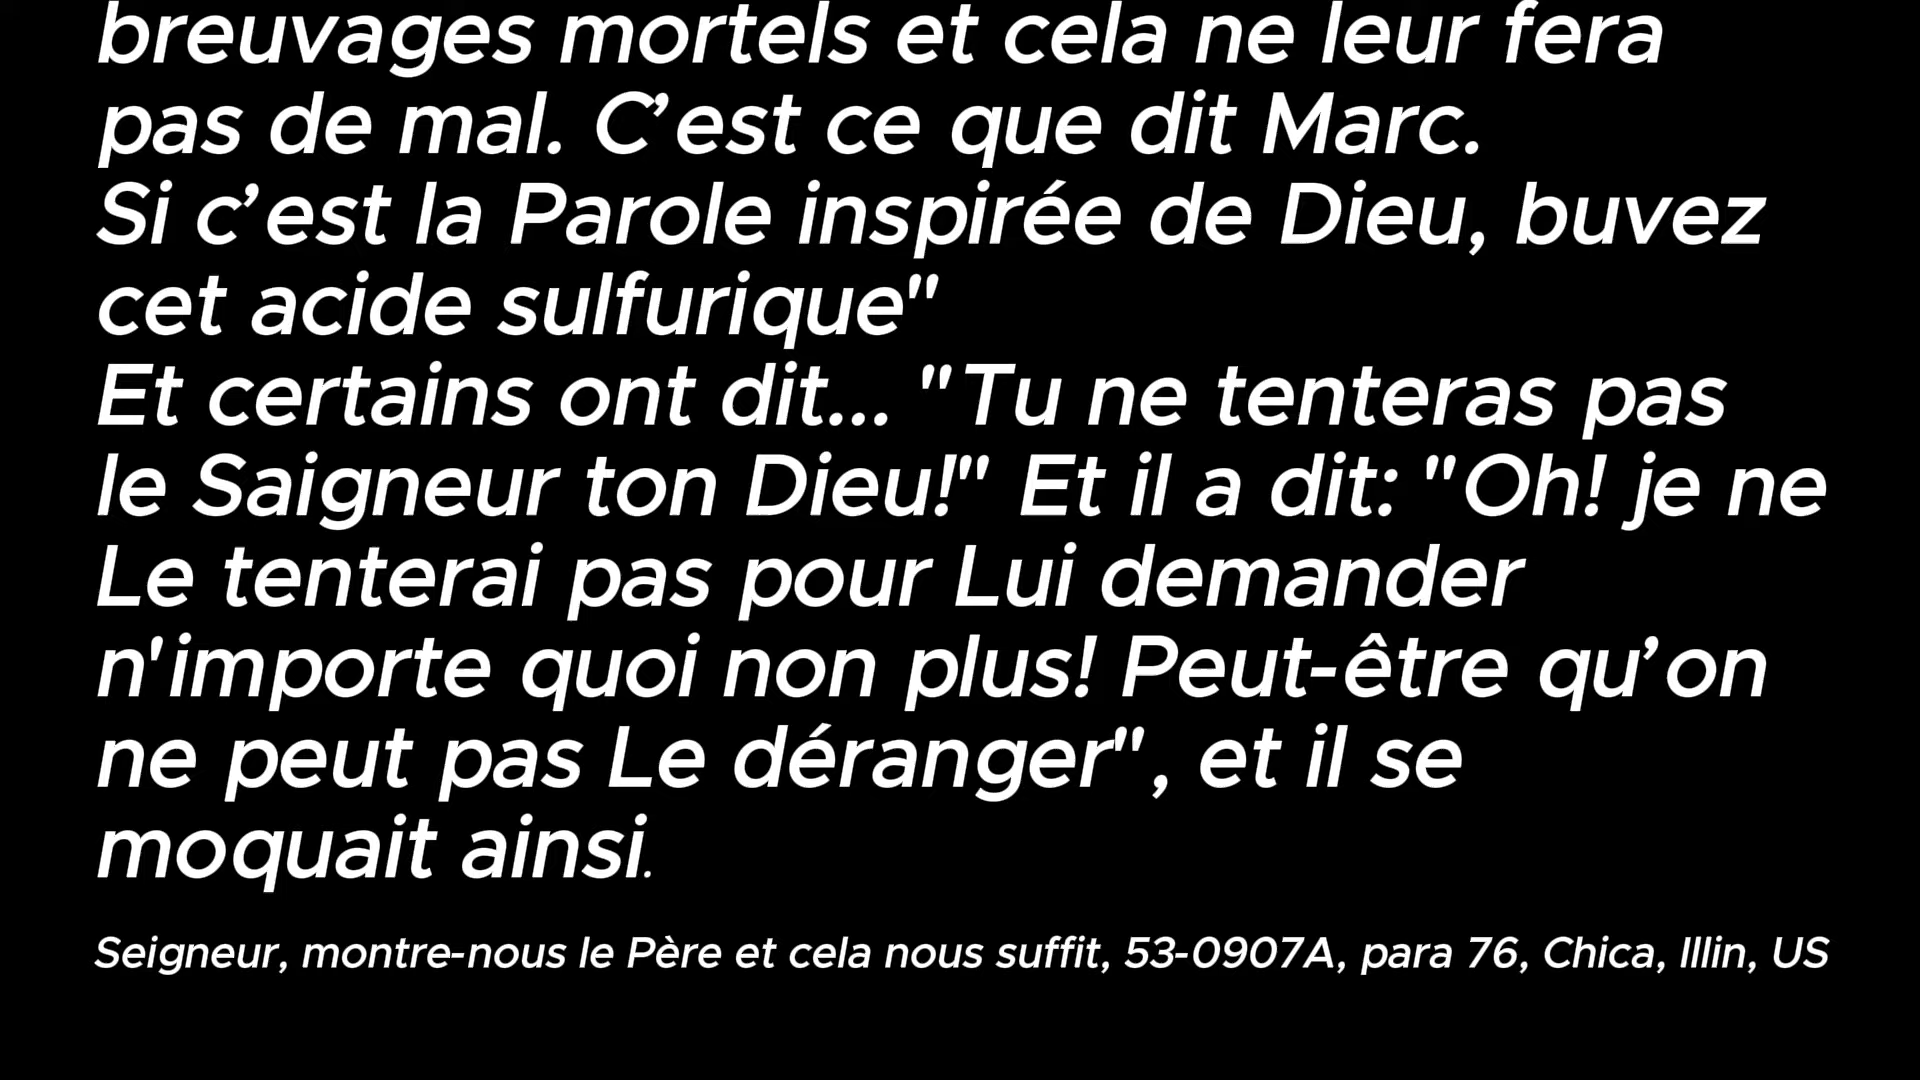 breuvages mortels et cela ne leur fera
pas de mal. C’est ce que dit Marc.
Si c’est la Parole inspirée de Dieu, buvez
cet acide sulfurique"
Et certains ont dit... "Tu ne tenteras pas
le Saigneur ton Dieu!" Et il a dit: "Oh! je ne
Le tenterai pas pour Lui demander
n'importe quoi non plus! Peut-être qu’on
ne peut pas Le déranger", et il se
moquait ainsi.
Seigneur, montre-nous le Père et cela nous suffit, 53-0907A, para 76, Chica, Illin, US